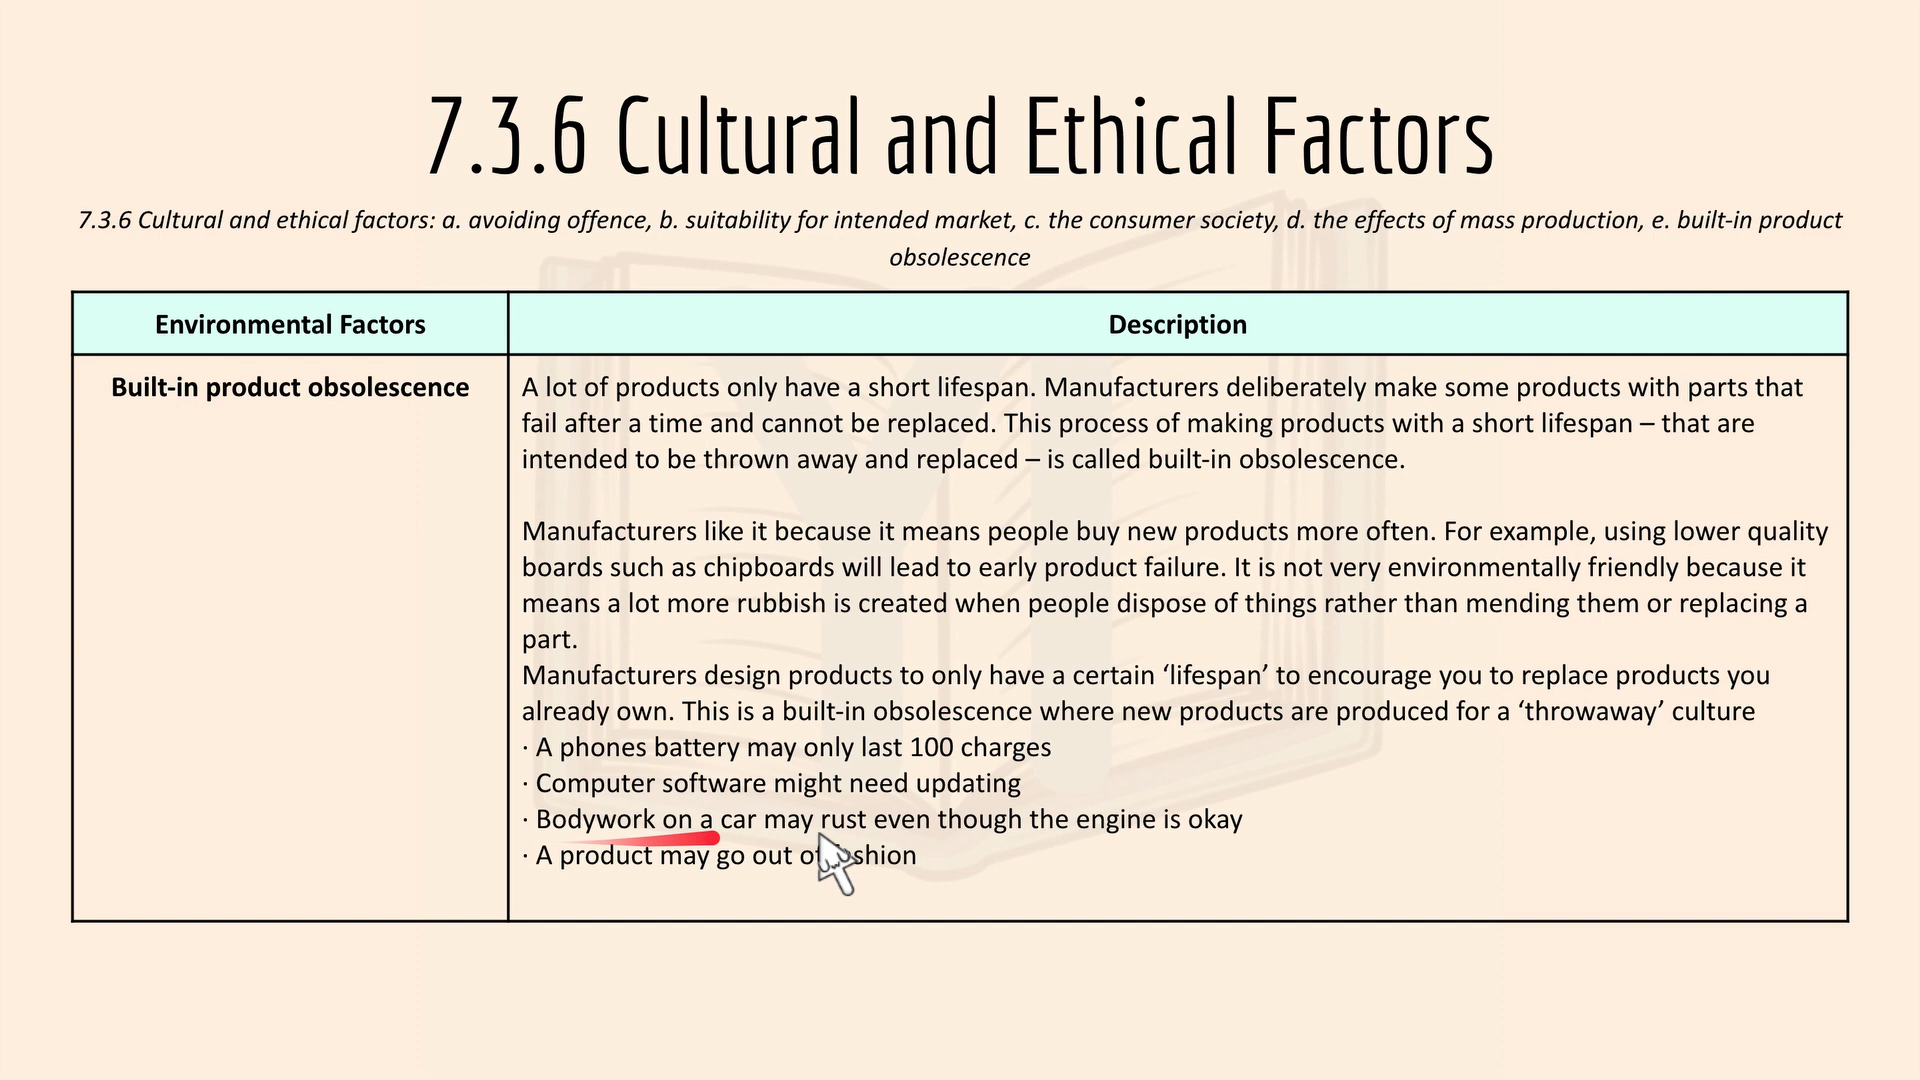 7.3.6 Cultural and Ethical Factors
7.3.6 Cultural and ethical factors: a. avoiding offence, b. suitability for intended market, c. the consumer society, d. the effects of mass production, e. built-in product
obsolescence
Environmental Factors
Description
Built-in product obsolescence
A lot of products only have a short lifespan. Manufacturers deliberately make some products with parts that
fail after a time and cannot be replaced. This process of making products with a short lifespan – that are
intended to be thrown away and replaced – is called built-in obsolescence.
Manufacturers like it because it means people buy new products more often. For example, using lower quality
boards such as chipboards will lead to early product failure. It is not very environmentally friendly because it
means a lot more rubbish is created when people dispose of things rather than mending them or replacing a
part.
Manufacturers design products to only have a certain ‘lifespan’ to encourage you to replace products you
already own. This is a built-in obsolescence where new products are produced for a ‘throwaway’ culture
· A phones battery may only last 100 charges
· Computer software might need updating
· Bodywork on a car may rust even though the engine is okay
· A product may go out of fashion